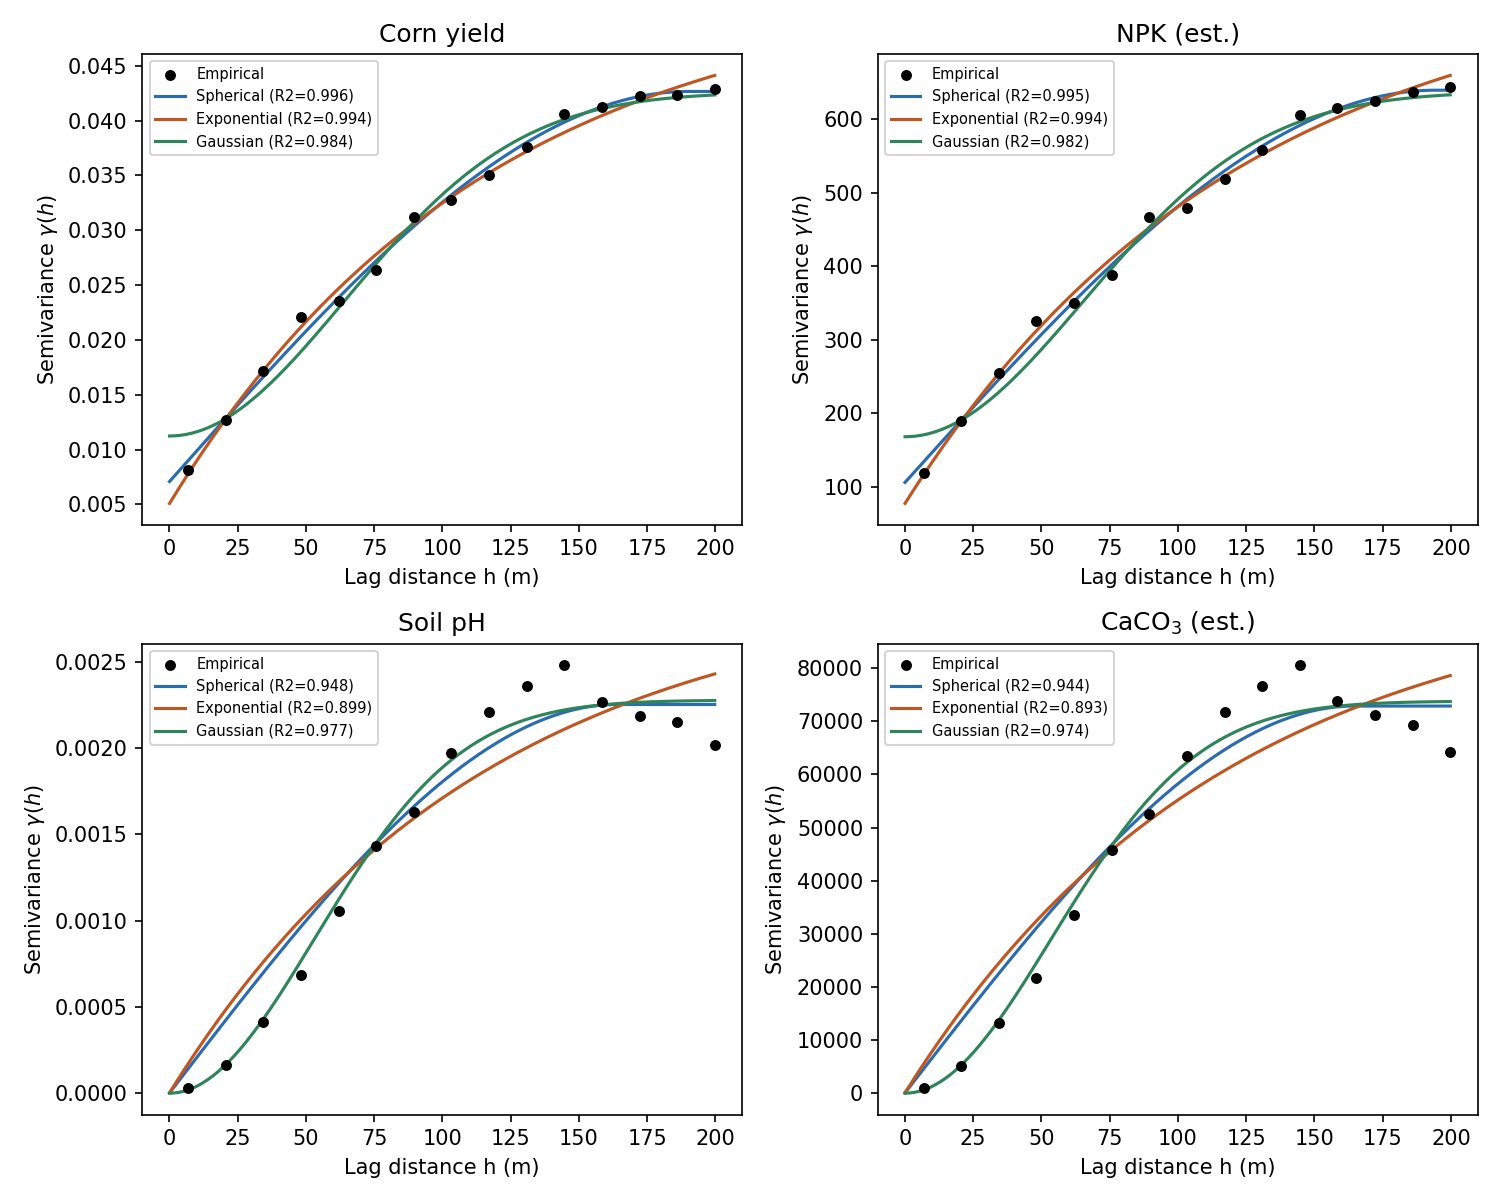 Corn yield
0.045
0.040
0.035
0.030
0.025
0.020
0.015
0.010
0.005
Semivariance γ(h)
Empirical
Spherical (R2=0.996)
Exponential (R2=0.994)
Gaussian (R2=0.984)
0 25 50 75 100 125 150 175 200
Lag distance h (m)
NPK (est.)
600
500
400
300
200
100
Semivariance γ(h)
Empirical
Spherical (R2=0.995)
Exponential (R2=0.994)
Gaussian (R2=0.982)
0 25 50 75 100 125 150 175 200
Lag distance h (m)
Soil pH
0.0025
0.0020
0.0015
0.0010
0.0005
0.0000
Semivariance γ(h)
Empirical
Spherical (R2=0.948)
Exponential (R2=0.899)
Gaussian (R2=0.977)
0 25 50 75 100 125 150 175 200
Lag distance h (m)
CaCO₃ (est.)
80000
70000
60000
50000
40000
30000
20000
10000
0
Semivariance γ(h)
Empirical
Spherical (R2=0.944)
Exponential (R2=0.893)
Gaussian (R2=0.974)
0 25 50 75 100 125 150 175 200
Lag distance h (m)